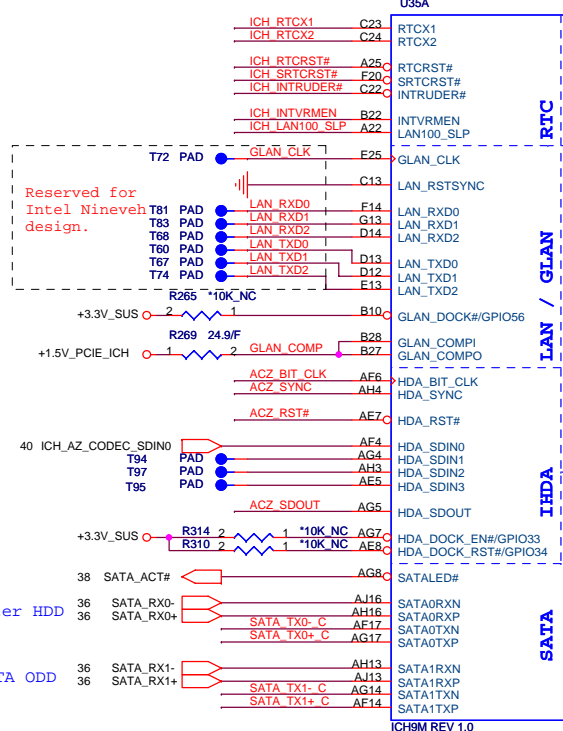 U35A
ICH_RTCX1 C23 RTCX1
ICH_RTCX2 C24 RTCX2
ICH_RTCRST# A25 RTCRST#
ICH_SRTCRST# F20 SRTCRST#
ICH_INTRUDER# C22 INTRUDER#
ICH_INTVRMEN B22 INTVRMEN
ICH_LAN100_SLP A22 LAN100_SLP
RTC
T72 PAD GLAN_CLK E25 GLAN_CLK
C13 LAN_RSTSYNC
Reserved for
Intel Nineveh
design.
T81 PAD LAN_RXD0 F14 LAN_RXD0
T83 PAD LAN_RXD1 G13 LAN_RXD1
T68 PAD LAN_RXD2 D14 LAN_RXD2
T60 PAD LAN_TXD0 D13 LAN_TXD0
T67 PAD LAN_TXD1 D12 LAN_TXD1
T74 PAD LAN_TXD2 E13 LAN_TXD2
R265 *10K_NC
+3.3V_SUS 2 1 B10 GLAN_DOCK#/GPIO56
R269 24.9/F
B28 GLAN_COMPI
+1.5V_PCIE_ICH 1 2 GLAN_COMP B27 GLAN_COMPO
LAN / GLAN
ACZ_BIT_CLK AF6 HDA_BIT_CLK
ACZ_SYNC AH4 HDA_SYNC
ACZ_RST# AE7 HDA_RST#
40 ICH_AZ_CODEC_SDIN0 AF4 HDA_SDIN0
T94 PAD AG4 HDA_SDIN1
T97 PAD AH3 HDA_SDIN2
T95 PAD AE5 HDA_SDIN3
ACZ_SDOUT AG5 HDA_SDOUT
IHDA
+3.3V_SUS R314 2 1 *10K_NC AG7 HDA_DOCK_EN#/GPIO33
R310 2 1 *10K_NC AE8 HDA_DOCK_RST#/GPIO34
38 SATA_ACT# AG8 SATALED#
er HDD
36 SATA_RX0- AJ16 SATA0RXN
36 SATA_RX0+ AH16 SATA0RXP
SATA_TX0-_C AF17 SATA0TXN
SATA_TX0+_C AG17 SATA0TXP
SATA
TA ODD
36 SATA_RX1- AH13 SATA1RXN
36 SATA_RX1+ AJ13 SATA1RXP
SATA_TX1-_C AG14 SATA1TXN
SATA_TX1+_C AF14 SATA1TXP
ICH9M REV 1.0